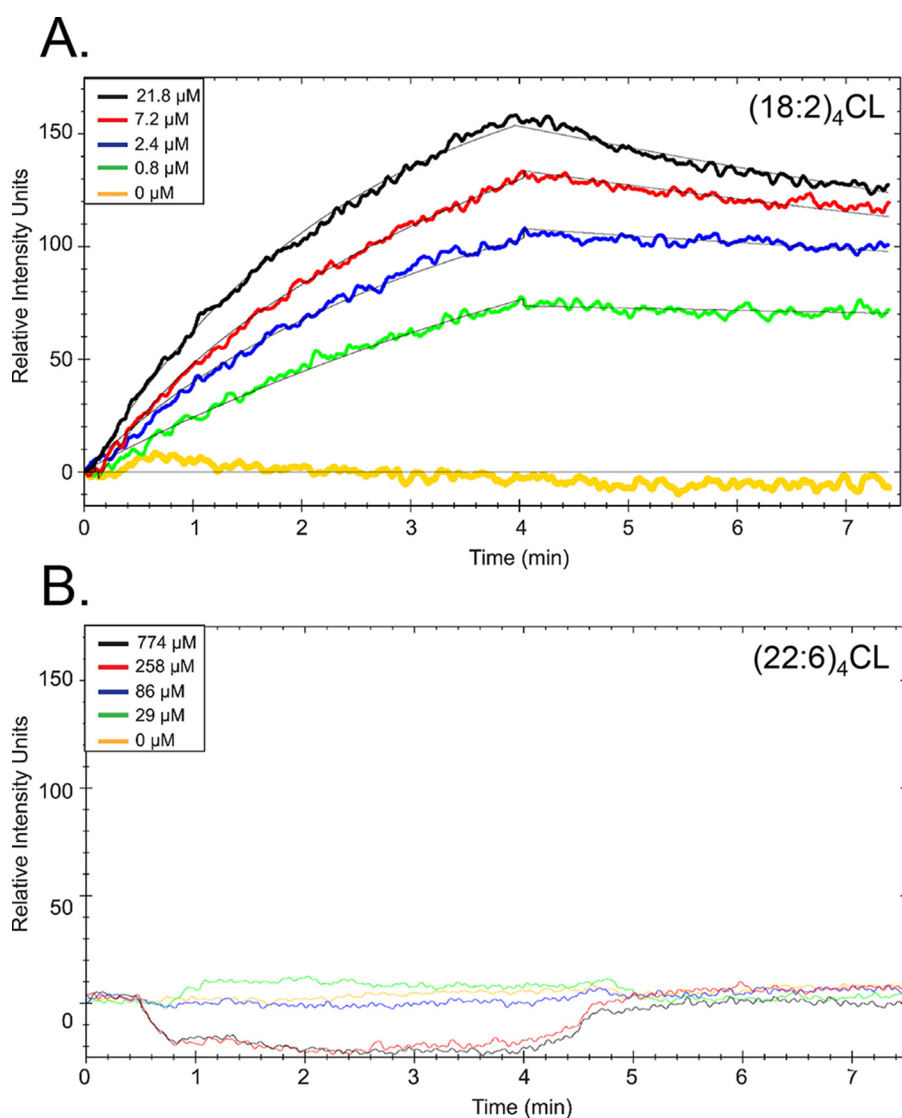 A.
(18:2)₄CL
21.8 µM
7.2 µM
2.4 µM
0.8 µM
0 µM
Relative Intensity Units
150
100
50
0
0 1 2 3 4 5 6 7
Time (min)
B.
(22:6)₄CL
774 µM
258 µM
86 µM
29 µM
0 µM
Relative Intensity Units
150
100
50
0
0 1 2 3 4 5 6 7
Time (min)